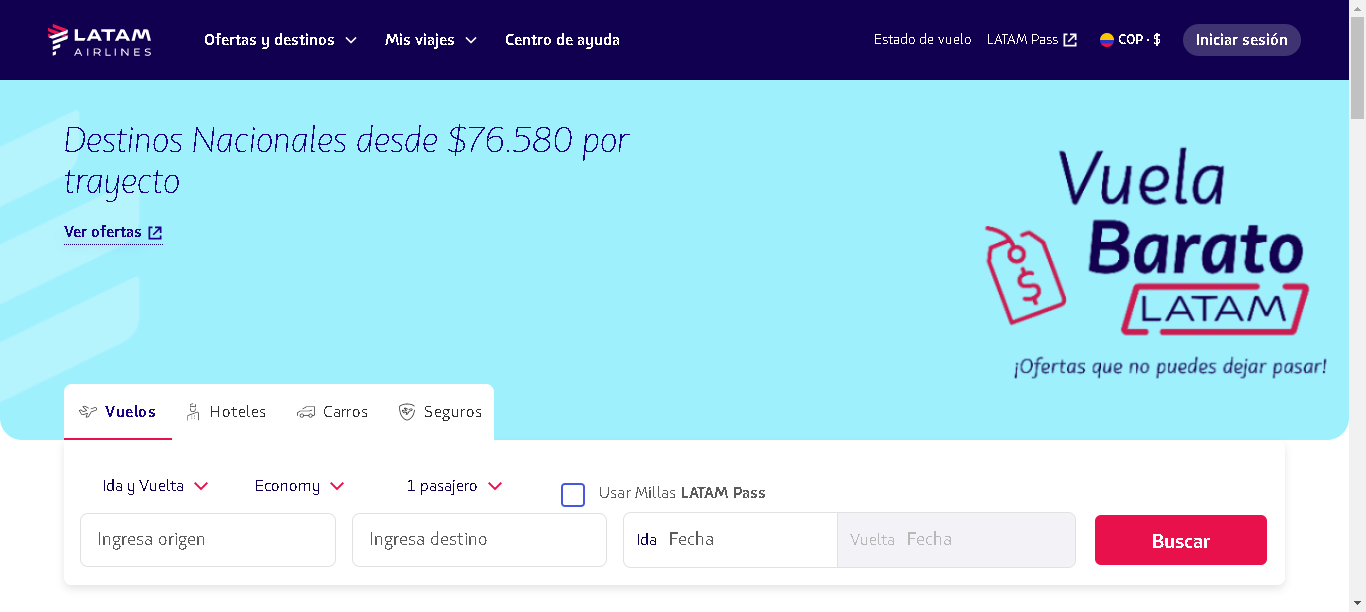 LATAM
AIRLINES
Ofertas y destinos
Mis viajes
Centro de ayuda
Estado de vuelo
LATAM Pass
COP · $
Iniciar sesión
Destinos Nacionales desde $76.580 por
trayecto
Ver ofertas
Vuela
Barato
$
LATAM
¡Ofertas que no puedes dejar pasar!
Vuelos
Hoteles
Carros
Seguros
Ida y Vuelta
Economy
1 pasajero
Usar Millas LATAM Pass
Ingresa origen
Ingresa destino
Ida Fecha
Vuelta Fecha
Buscar